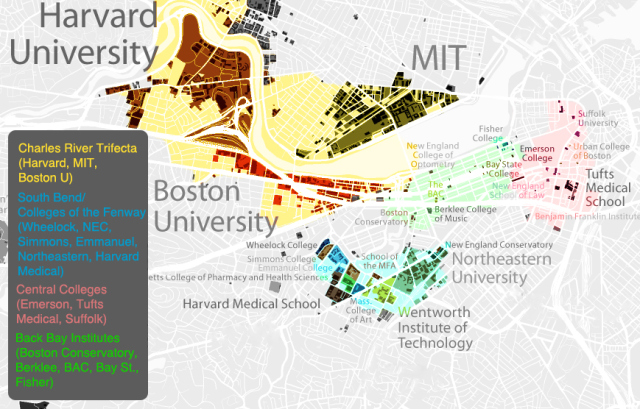 Harvard
University
MIT
Suffolk
University
Fisher
College
Urban College
of Boston
New England
College of
Optometry
Emerson
College
Bay State
College
Tufts
Medical
School
New England
School of Law
The
BAC
Boston
University
Boston
Conservatory
Berklee College
of Music
Benjamin Franklin Institute
Charles River Trifecta
(Harvard, MIT,
Boston U)
South Bend/
Colleges of the Fenway
(Wheelock, NEC,
Simmons, Emmanuel,
Northeastern, Harvard
Medical)
Central Colleges
(Emerson, Tufts
Medical, Suffolk)
Back Bay Institutes
(Boston Conservatory,
Berklee, BAC, Bay St.,
Fisher)
Wheelock College
New England Conservatory
Simmons College
Emmanuel College
School of
the MFA
Northeastern
University
etts College of Pharmacy and Health Sciences
Harvard Medical School
Mass.
College
of Art
Wentworth
Institute of
Technology